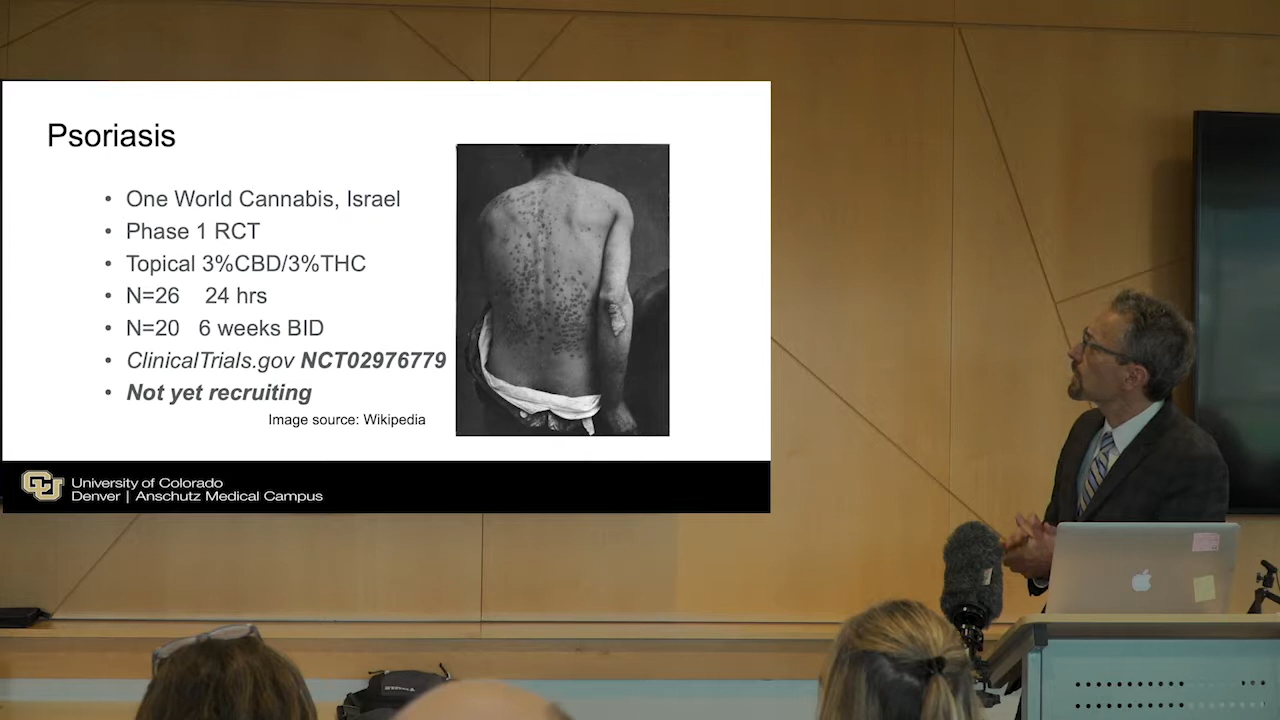 Psoriasis
• One World Cannabis, Israel
• Phase 1 RCT
• Topical 3%CBD/3%THC
• N=26 24 hrs
• N=20 6 weeks BID
• ClinicalTrials.gov NCT02976779
• Not yet recruiting
Image source: Wikipedia
CU
University of Colorado
Denver | Anschutz Medical Campus